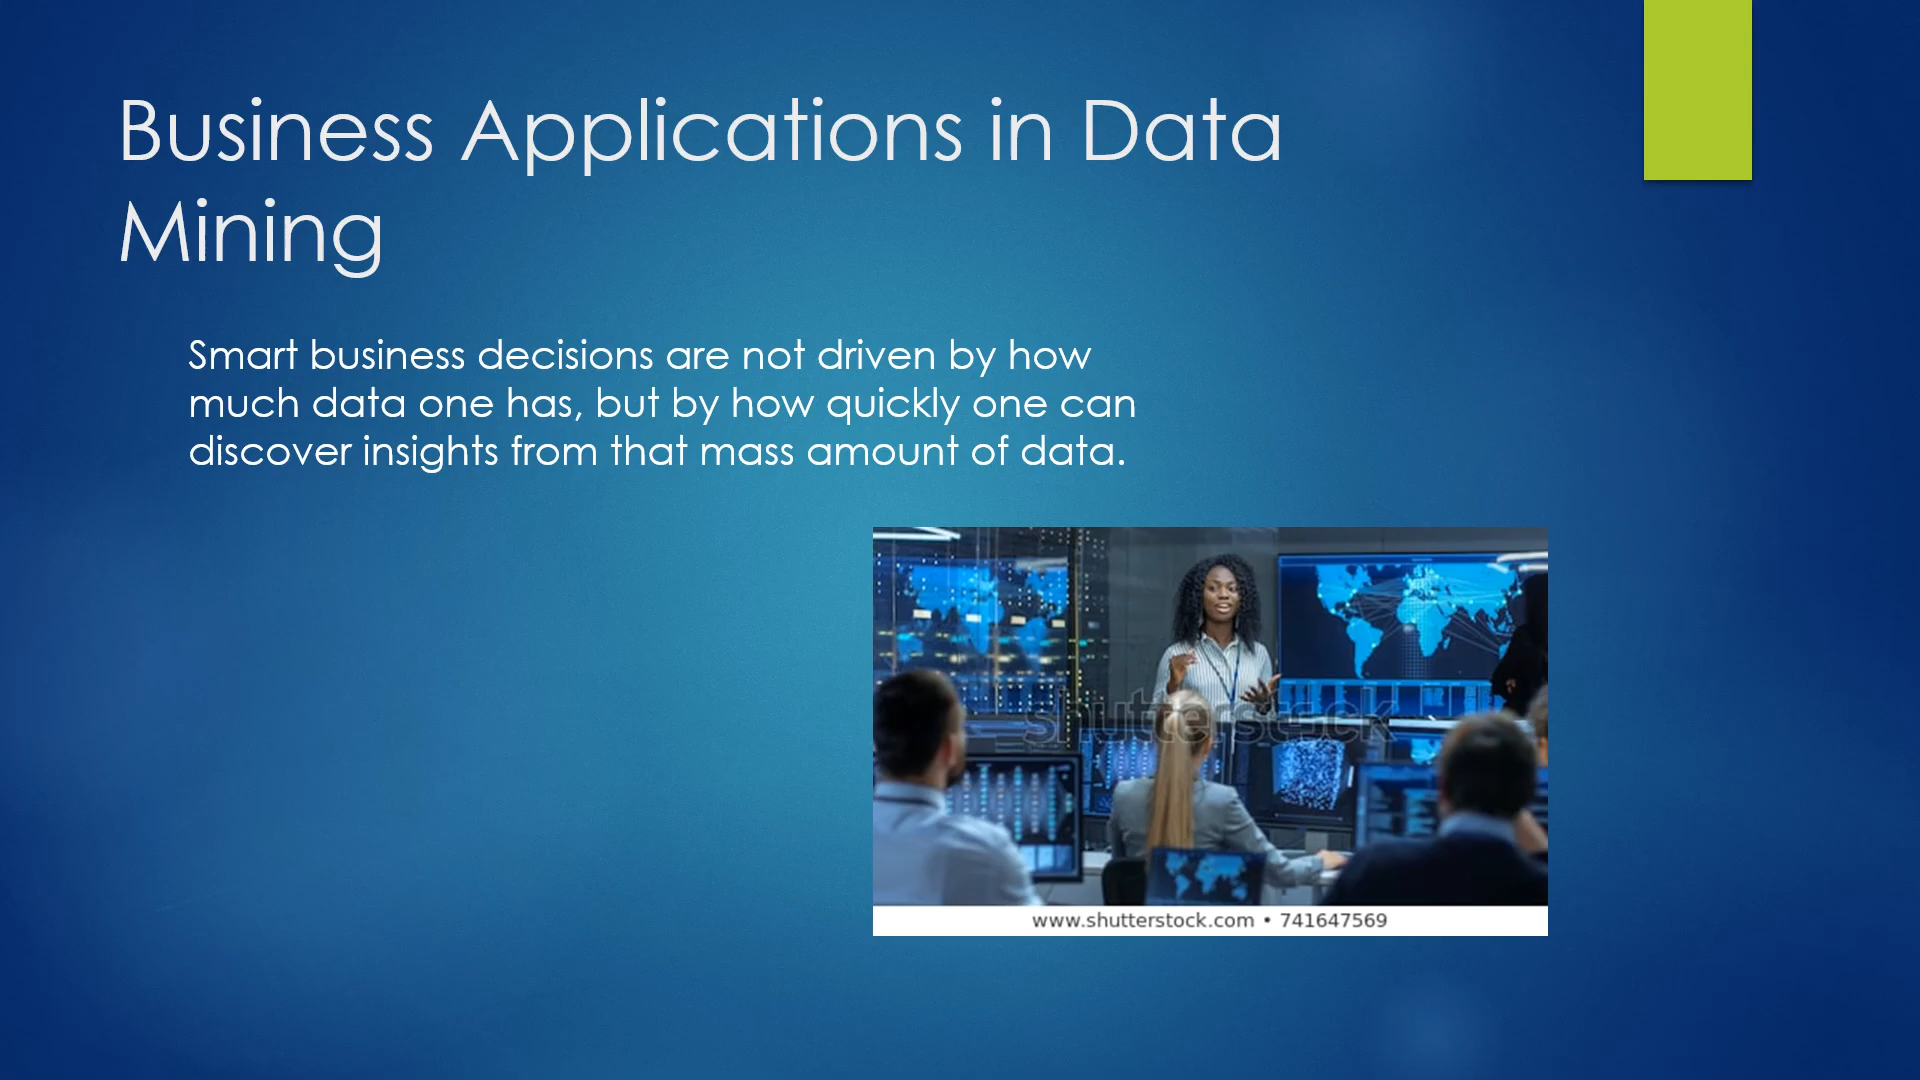 Business Applications in Data
Mining
Smart business decisions are not driven by how
much data one has, but by how quickly one can
discover insights from that mass amount of data.
shutterstock
www.shutterstock.com • 741647569